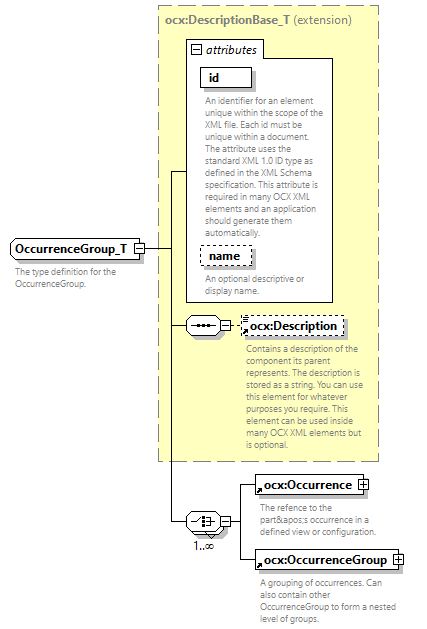 ocx:DescriptionBase_T (extension)
attributes
id
An identifier for an element
unique within the scope of the
XML file. Each id must be
unique within a document.
The attribute uses the
standard XML 1.0 ID type as
defined in the XML Schema
specification. This attribute is
required in many OCX XML
elements and an application
should generate them
automatically.
OccurrenceGroup_T
The type definition for the
OccurrenceGroup.
name
An optional descriptive or
display name.
ocx:Description
Contains a description of the
component its parent
represents. The description is
stored as a string. You can use
this element for whatever
purposes you require. This
element can be used inside
many OCX XML elements but
is optional.
ocx:Occurrence
The refence to the
part&apos;s occurrence in a
defined view or configuration.
1..∞
ocx:OccurrenceGroup
A grouping of occurrences. Can
also contain other
OccurrenceGroup to form a nested
level of groups.